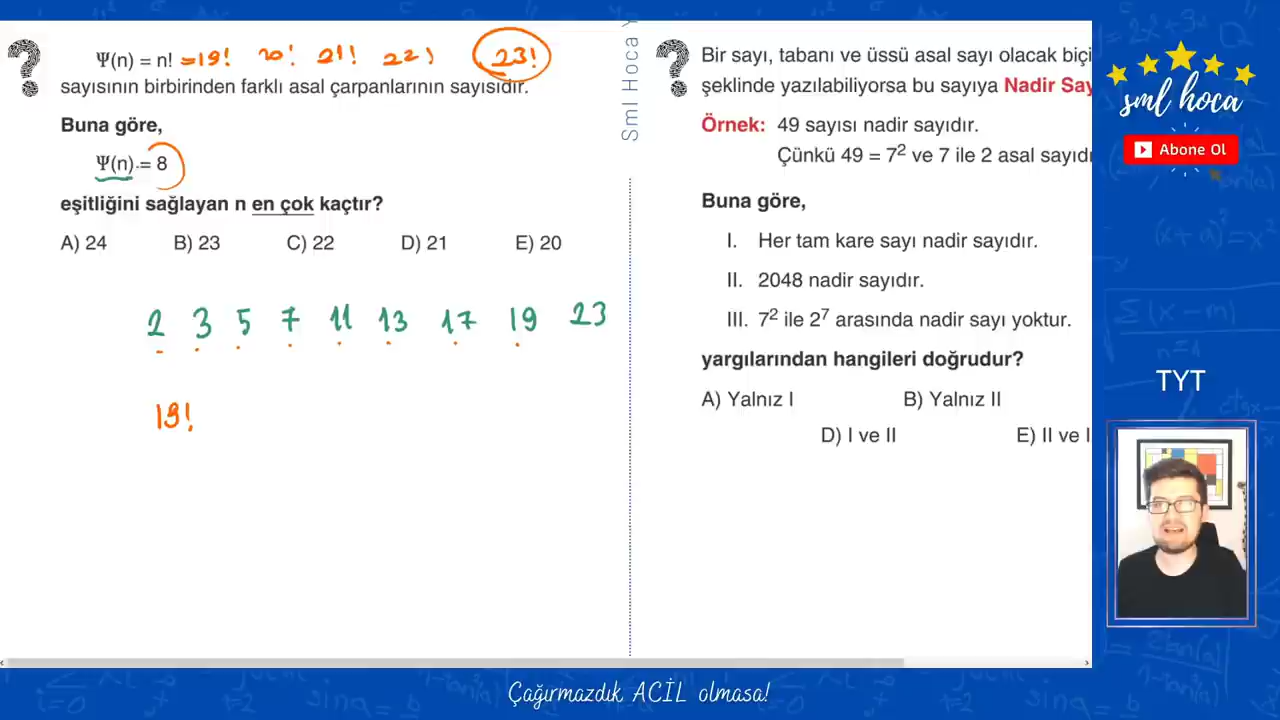 Ψ(n) = n! =19! 20! 21! 22! 23!
sayısının birbirinden farklı asal çarpanlarının sayısıdır.
Buna göre,
Ψ(n) = 8
eşitliğini sağlayan n en çok kaçtır?
A) 24 B) 23 C) 22 D) 21 E) 20
2 3 5 7 11 13 17 19 23
19!
Sml Hoca Y
Bir sayı, tabanı ve üssü asal sayı olacak biçi
şeklinde yazılabiliyorsa bu sayıya Nadir Say
Örnek: 49 sayısı nadir sayıdır.
Çünkü 49 = 7² ve 7 ile 2 asal sayıdı
Buna göre,
I. Her tam kare sayı nadir sayıdır.
II. 2048 nadir sayıdır.
III. 7² ile 2⁷ arasında nadir sayı yoktur.
yargılarından hangileri doğrudur?
A) Yalnız I B) Yalnız II
D) I ve II E) II ve I
sml hoca
Abone Ol
TYT
Çağırmazdık ACİL olmasa!